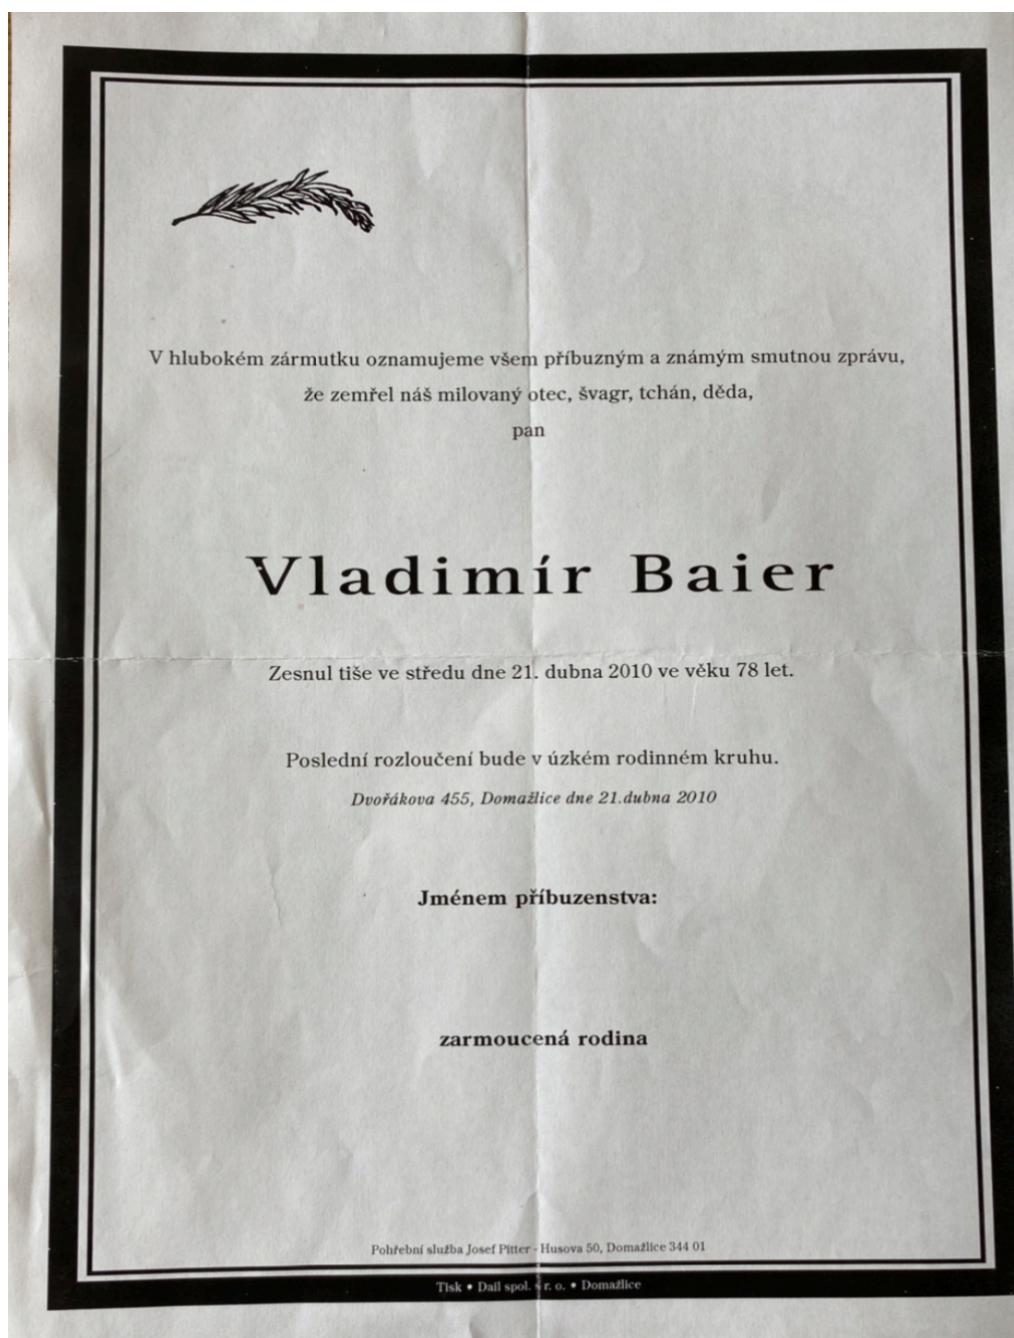 V hlubokém zármutku oznamujeme všem příbuzným a známým smutnou zprávu,
že zemřel náš milovaný otec, švagr, tchán, děda,
pan
Vladimír Baier
Zesnul tiše ve středu dne 21. dubna 2010 ve věku 78 let.
Poslední rozloučení bude v úzkém rodinném kruhu.
Dvořákova 455, Domažlice dne 21.dubna 2010
Jménem příbuzenstva:
zarmoucená rodina
Pohřební služba Josef Pitter - Husova 50, Domažlice 344 01
Tisk • Dail spol. s r. o. • Domažlice